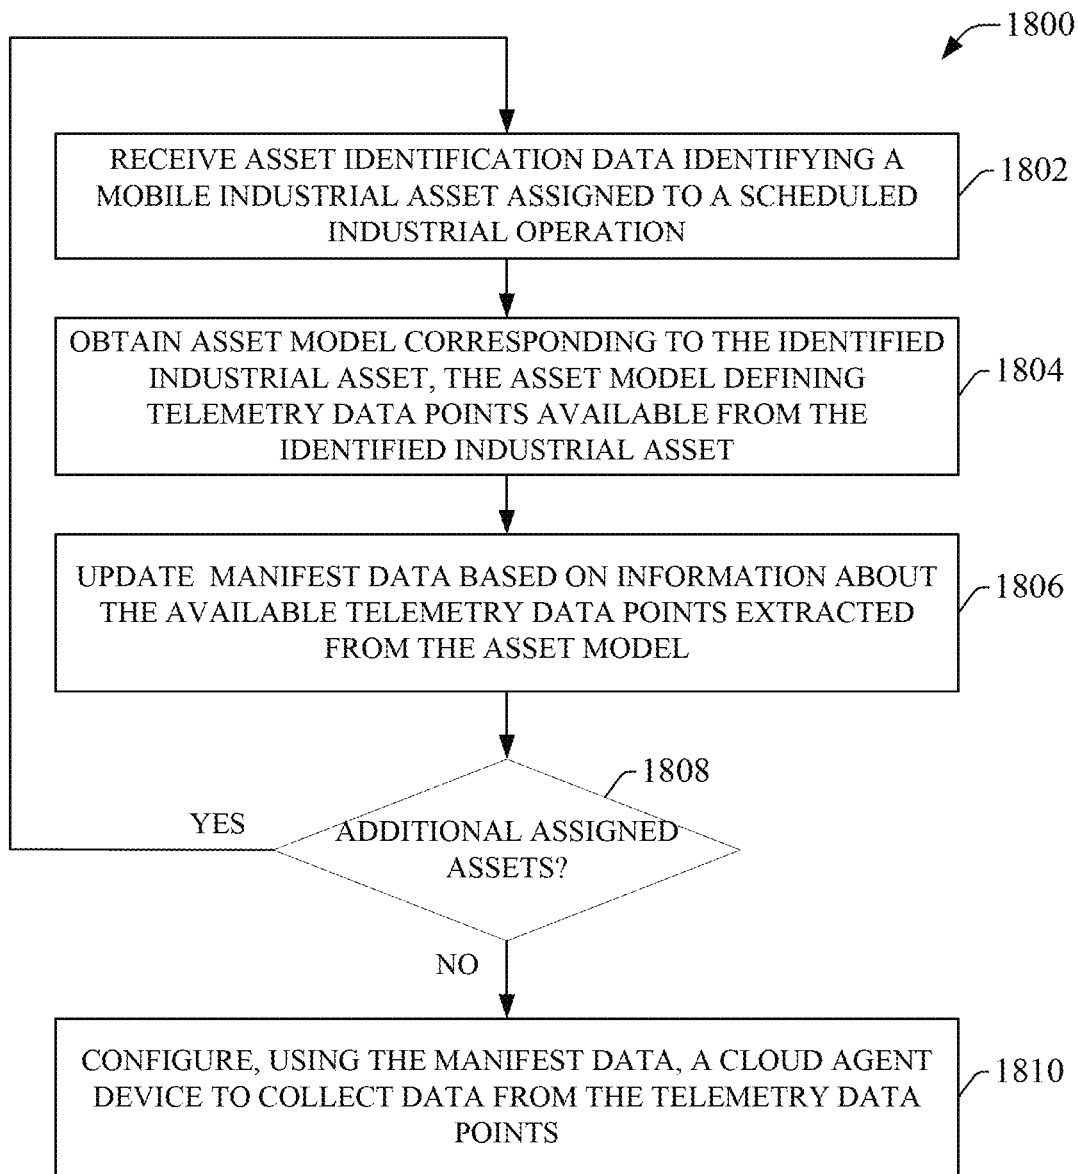 1800
RECEIVE ASSET IDENTIFICATION DATA IDENTIFYING A
MOBILE INDUSTRIAL ASSET ASSIGNED TO A SCHEDULED
INDUSTRIAL OPERATION
1802
OBTAIN ASSET MODEL CORRESPONDING TO THE IDENTIFIED
INDUSTRIAL ASSET, THE ASSET MODEL DEFINING
TELEMETRY DATA POINTS AVAILABLE FROM THE
IDENTIFIED INDUSTRIAL ASSET
1804
UPDATE MANIFEST DATA BASED ON INFORMATION ABOUT
THE AVAILABLE TELEMETRY DATA POINTS EXTRACTED
FROM THE ASSET MODEL
1806
1808
YES
ADDITIONAL ASSIGNED
ASSETS?
NO
CONFIGURE, USING THE MANIFEST DATA, A CLOUD AGENT
DEVICE TO COLLECT DATA FROM THE TELEMETRY DATA
POINTS
1810